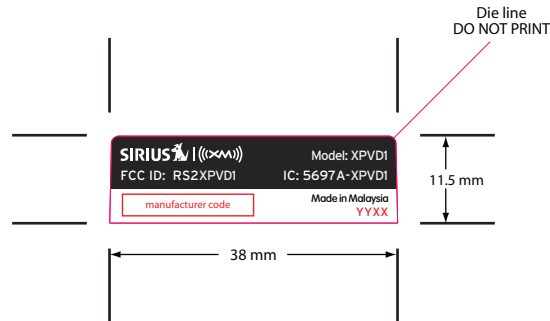 Die line
DO NOT PRINT
SIRIUS | ((XM))
Model: XPVD1
FCC ID: RS2XPVD1
IC: 5697A-XPVD1
manufacturer code
Made in Malaysia
YYXX
11.5 mm
38 mm